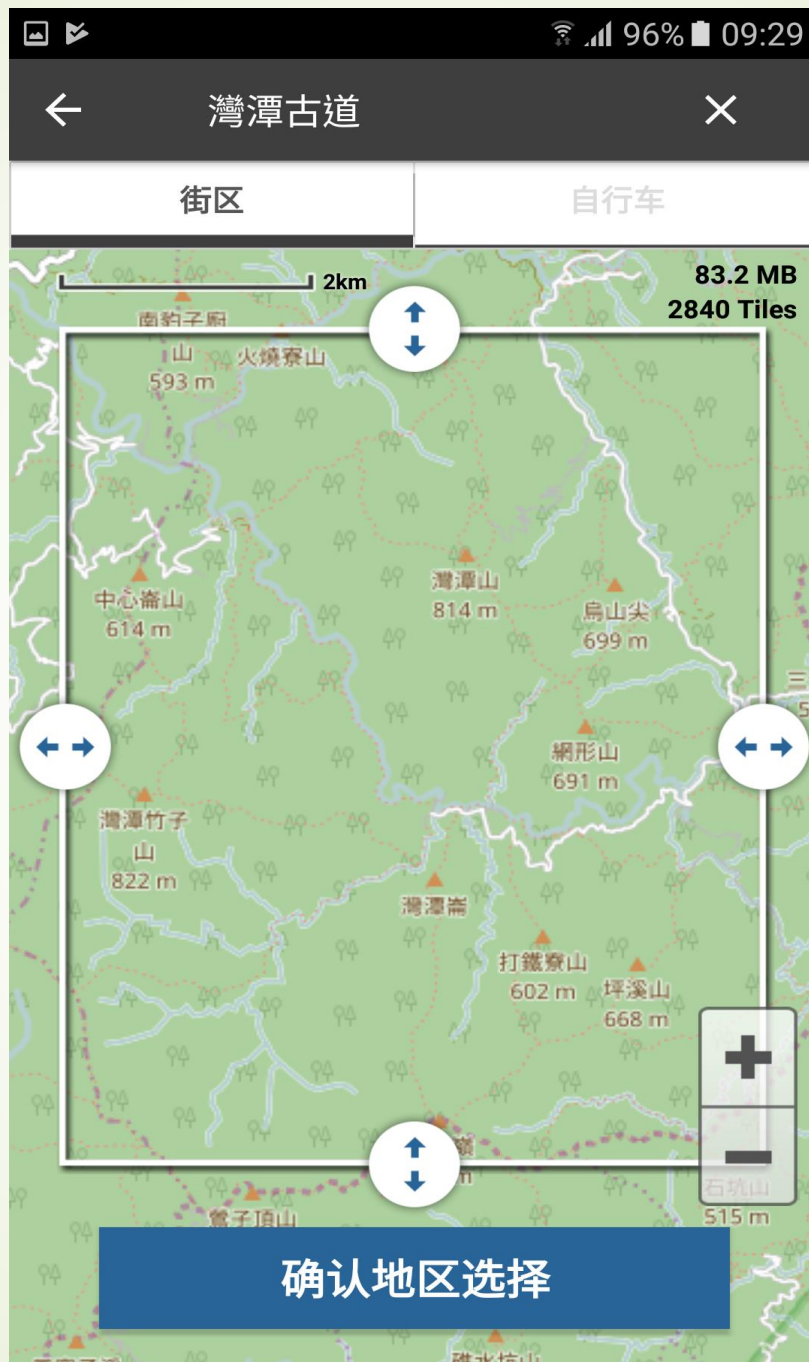 96% 09:29
灣潭古道
街区
自行车
2km
83.2 MB
2840 Tiles
南豹子廚
山
593 m
火燒寮山
中心崙山
614 m
灣潭山
814 m
烏山尖
699 m
三
5
網形山
691 m
灣潭竹子
山
822 m
灣潭崙
打鐵寮山
602 m
坪溪山
668 m
嶺
m
鶯子頂山
石坑山
515 m
确认地区选择